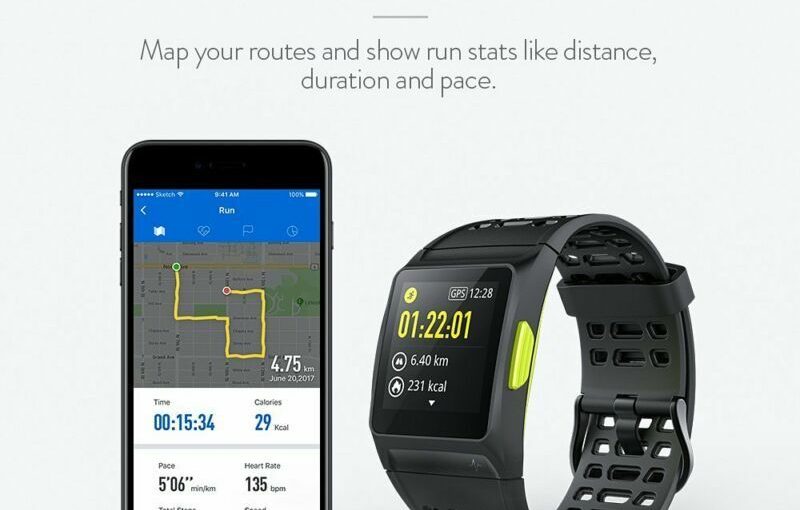 Map your routes and show run stats like distance,
duration and pace.
Sketch 9:41 AM 100%
Run
4.75 km
June 20,2017
Time Calories
00:15:34 29 Kcal
Pace Heart Rate
5'06” min/km 135 bpm
GPS 12:28
01:22:01
6.40 km
231 kcal